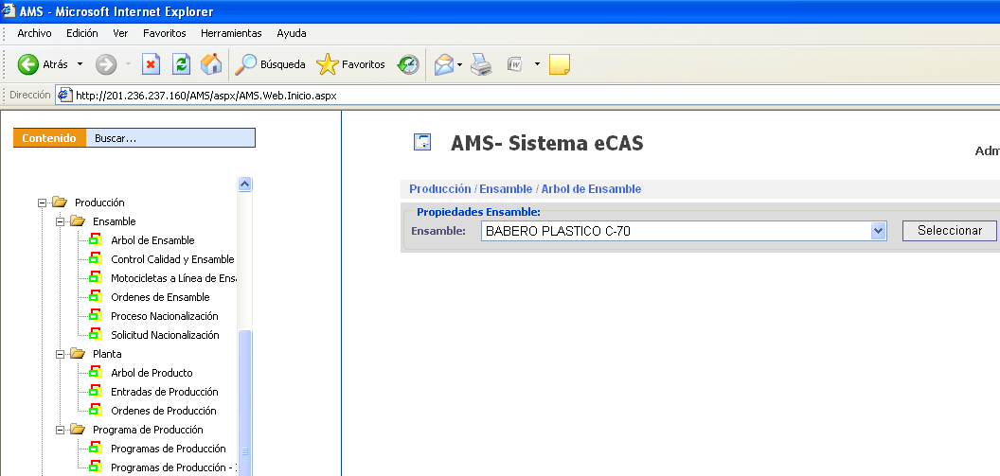 AMS - Microsoft Internet Explorer
Archivo Edición Ver Favoritos Herramientas Ayuda
Atrás Búsqueda Favoritos
Dirección http://201.236.237.160/AMS/aspx/AMS.Web.Inicio.aspx
Contenido Buscar...
AMS- Sistema eCAS
Adm
Producción / Ensamble / Arbol de Ensamble
Propiedades Ensamble:
Ensamble: BABERO PLASTICO C-70 Seleccionar
Producción
Ensamble
Arbol de Ensamble
Control Calidad y Ensamble
Motocicletas a Línea de Ens
Ordenes de Ensamble
Proceso Nacionalización
Solicitud Nacionalización
Planta
Arbol de Producto
Entradas de Producción
Ordenes de Producción
Programa de Producción
Programas de Producción
Programas de Producción -